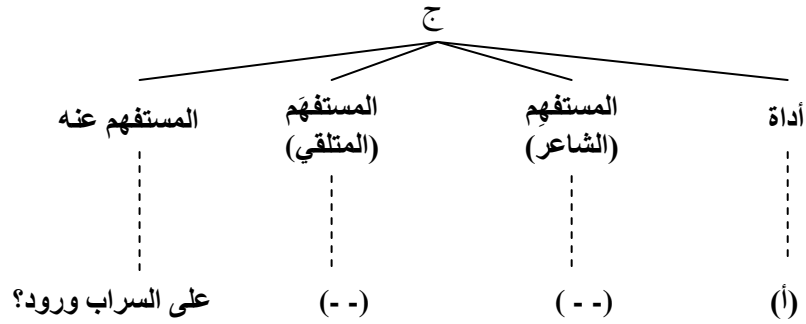 ج
أداة
المستفهِم
(الشاعر)
المستفهَم
(المتلقي)
المستفهم عنه
(أ)
(- -)
(- -)
على السراب ورود؟